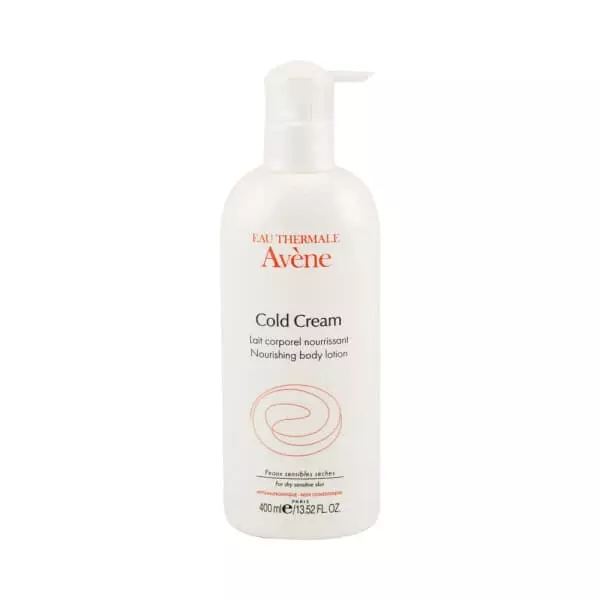 EAU THERMALE
Avène
Cold Cream
Lait corporel nourrissant
Nourishing body lotion
Peaux sensibles sèches
For dry sensitive skin
PARIS
400 ml e/13.52 FL. OZ.